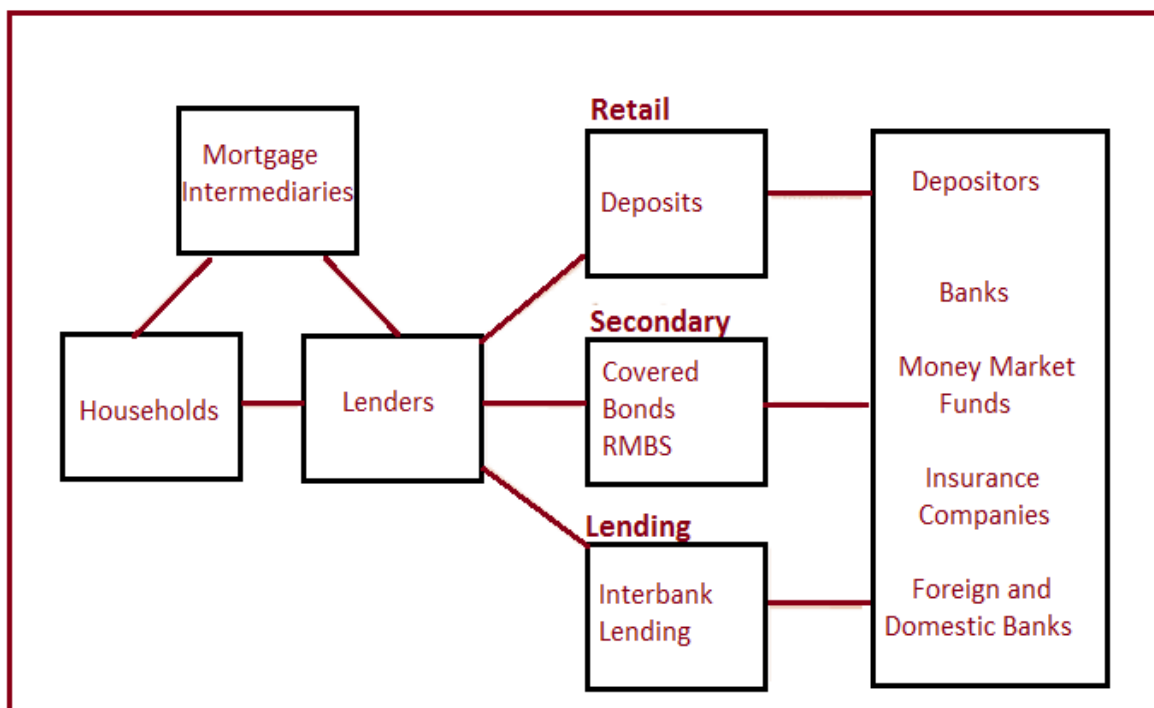 Mortgage
Intermediaries
Households
Lenders
Retail
Deposits
Secondary
Covered
Bonds
RMBS
Lending
Interbank
Lending
Depositors
Banks
Money Market
Funds
Insurance
Companies
Foreign and
Domestic Banks